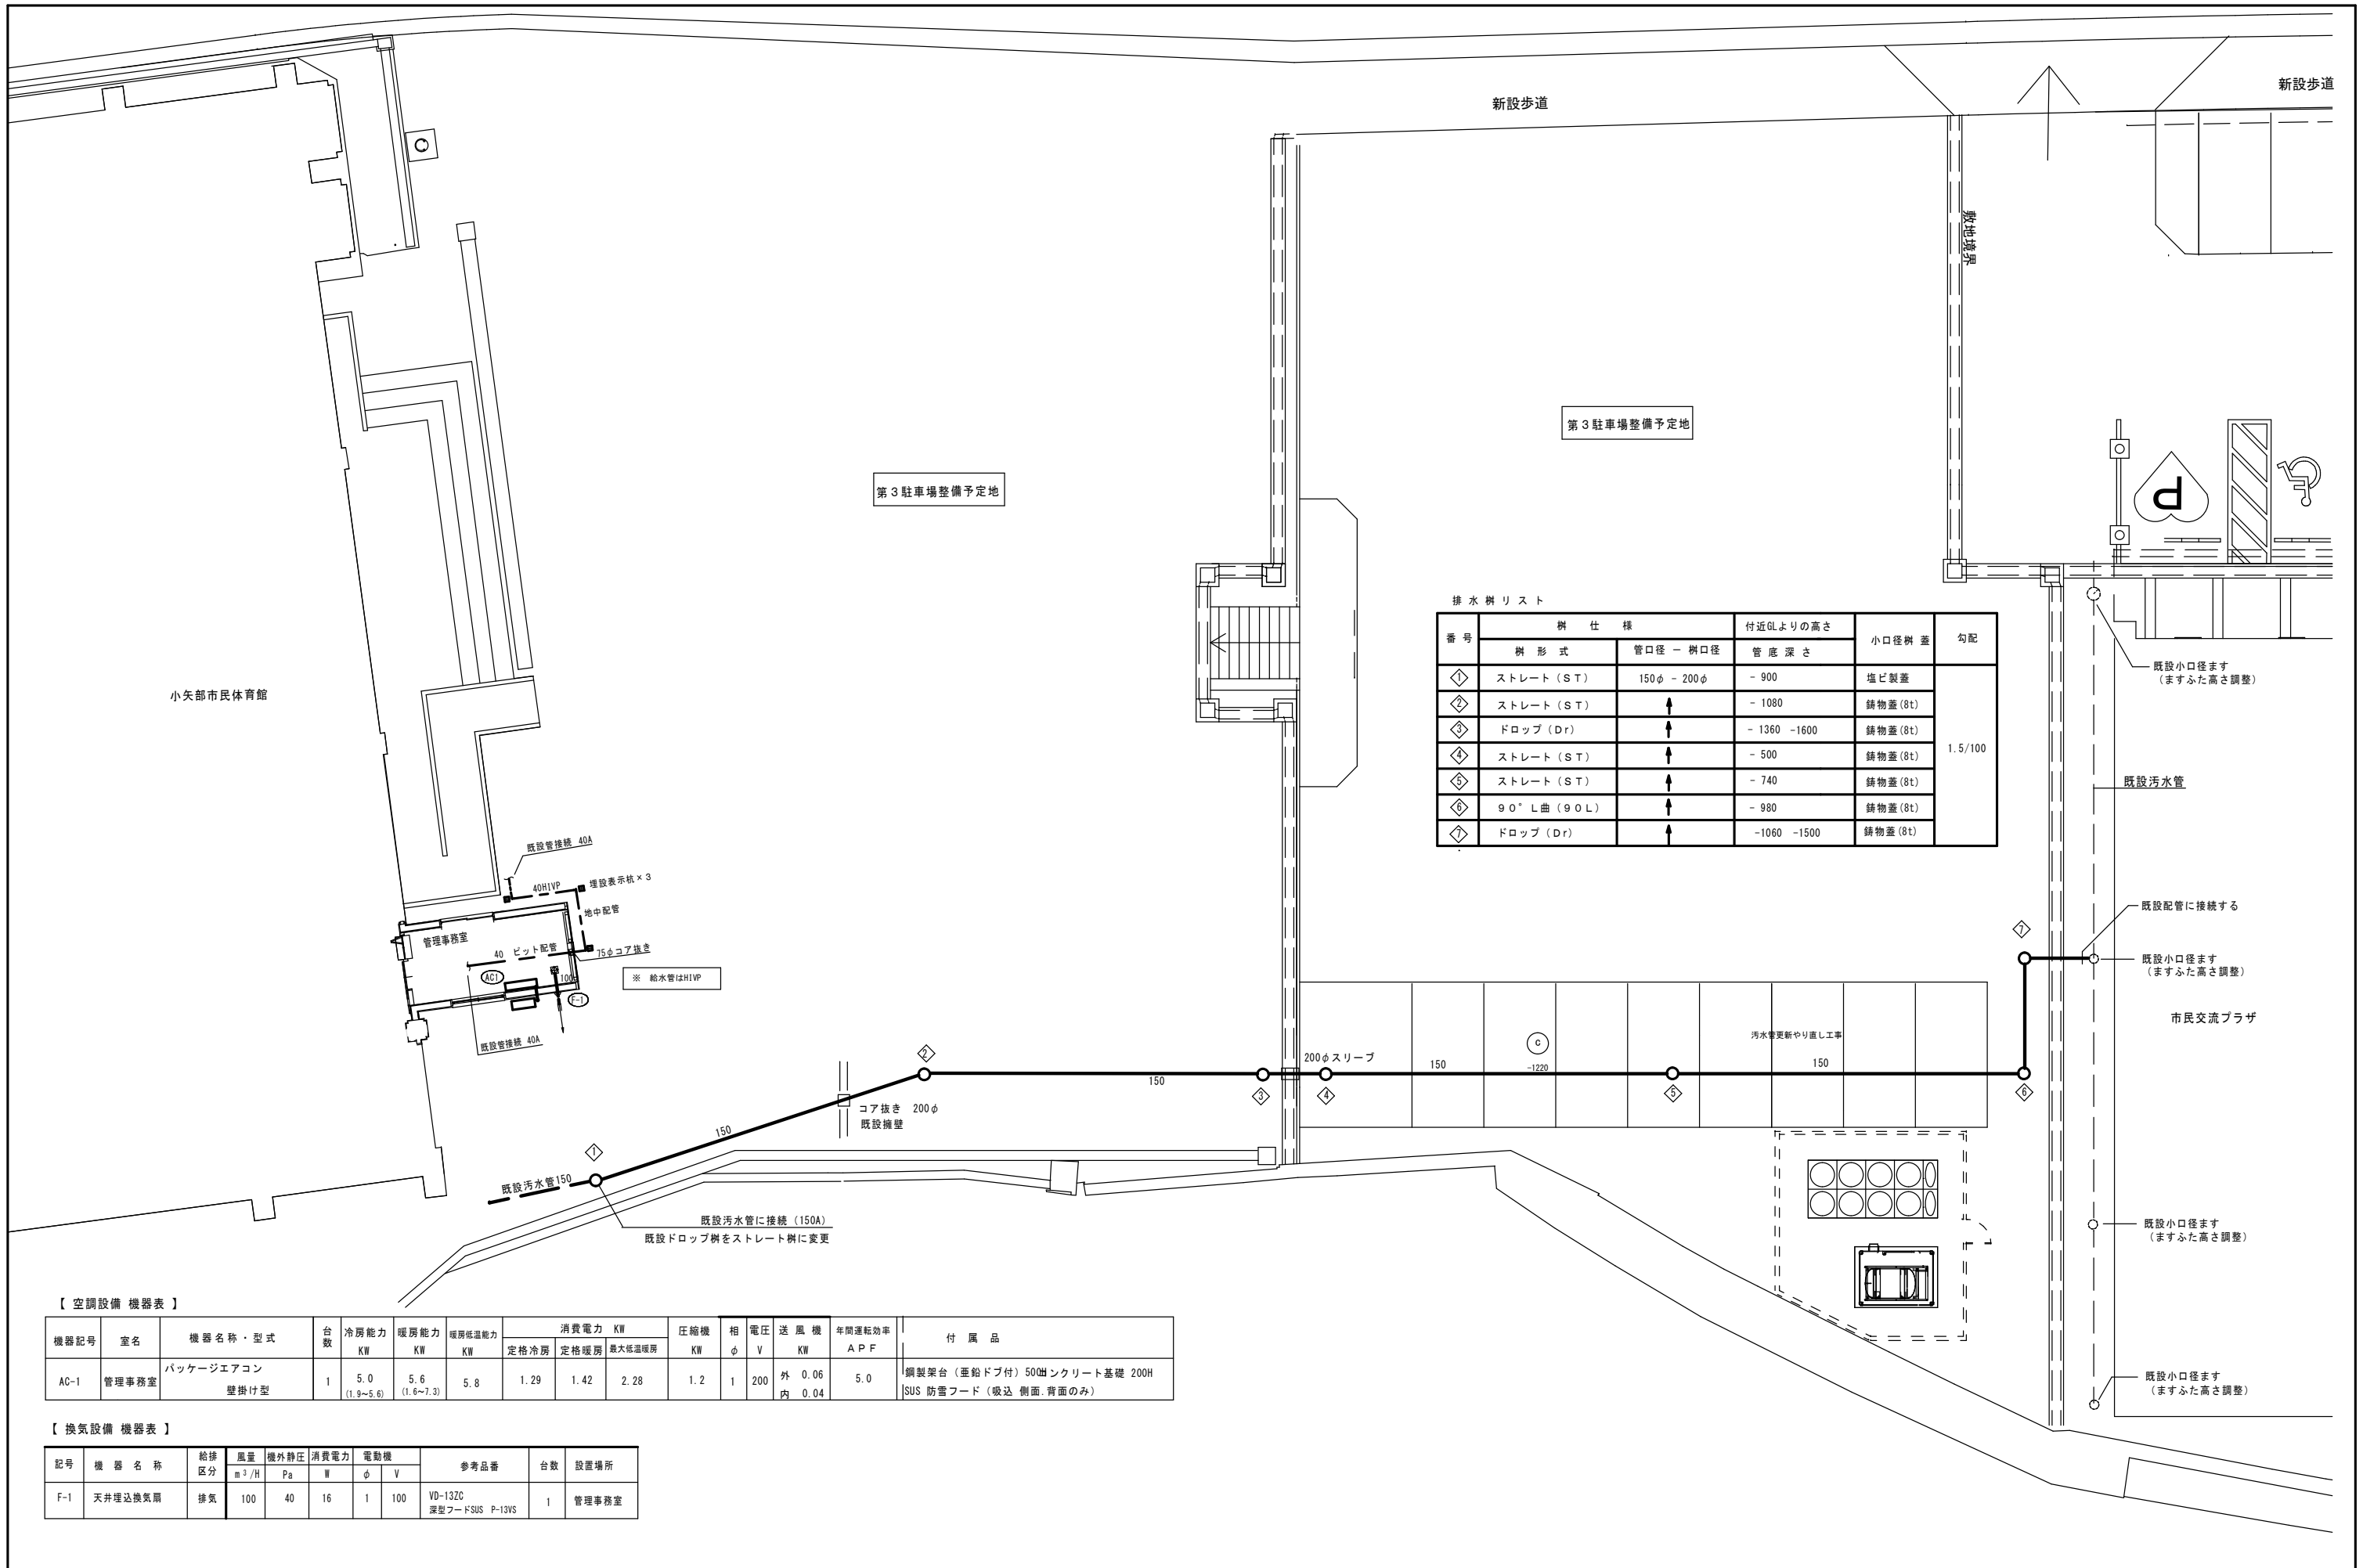 新設歩道
新設歩道
敷地境界
第3駐車場整備予定地
第3駐車場整備予定地
P
小矢部市民体育館
排水桝リスト
番号 桝仕様 付近GLよりの高さ 小口径桝 蓋 勾配
桝形式 管口径 − 桝口径 管底深さ
1 ストレート(ST) 150φ - 200φ - 900 塩ビ製蓋 1.5/100
2 ストレート(ST) - 1080 鋳物蓋(8t)
3 ドロップ(Dr) - 1360 -1600 鋳物蓋(8t)
4 ストレート(ST) - 500 鋳物蓋(8t)
5 ストレート(ST) - 740 鋳物蓋(8t)
6 90°L曲(90L) - 980 鋳物蓋(8t)
7 ドロップ(Dr) -1060 -1500 鋳物蓋(8t)
既設小口径ます
(ますふた高さ調整)
既設汚水管
既設配管に接続する
既設小口径ます
(ますふた高さ調整)
市民交流プラザ
既設小口径ます
(ますふた高さ調整)
既設小口径ます
(ますふた高さ調整)
既設管接続 40A
40HIVP
埋設表示杭×3
地中配管
管理事務室
40 ピット配管
75φコア抜き
AC1
100φ
F-1
※ 給水管はHIVP
既設管接続 40A
既設汚水管150
1
150
2
コア抜き 200φ
既設擁壁
150
3
200φスリーブ
4
150
C
-1220
5
汚水管更新やり直し工事
150
6
7
既設汚水管に接続(150A)
既設ドロップ桝をストレート桝に変更
【 空調設備 機器表 】
機器記号 室名 機器名称・型式 台数 冷房能力 KW 暖房能力 KW 暖房低温能力 KW 消費電力 KW 圧縮機 KW 相 φ 電圧 V 送風機 KW 年間運転効率 APF 付属品
定格冷房 定格暖房 最大低温暖房
AC-1 管理事務室 パッケージエアコン 壁掛け型 1 5.0 (1.9~5.6) 5.6 (1.6~7.3) 5.8 1.29 1.42 2.28 1.2 1 200 外 0.06 内 0.04 5.0
鋼製架台(亜鉛ドブ付)500H コンクリート基礎 200H
SUS 防雪フード(吸込 側面.背面のみ)
【 換気設備 機器表 】
記号 機器名称 給排区分 風量 m³/H 機外静圧 Pa 消費電力 W 電動機 φ V 参考品番 台数 設置場所
F-1 天井埋込換気扇 排気 100 40 16 1 100 VD-13ZC 1 管理事務室
深型フードSUS P-13VS